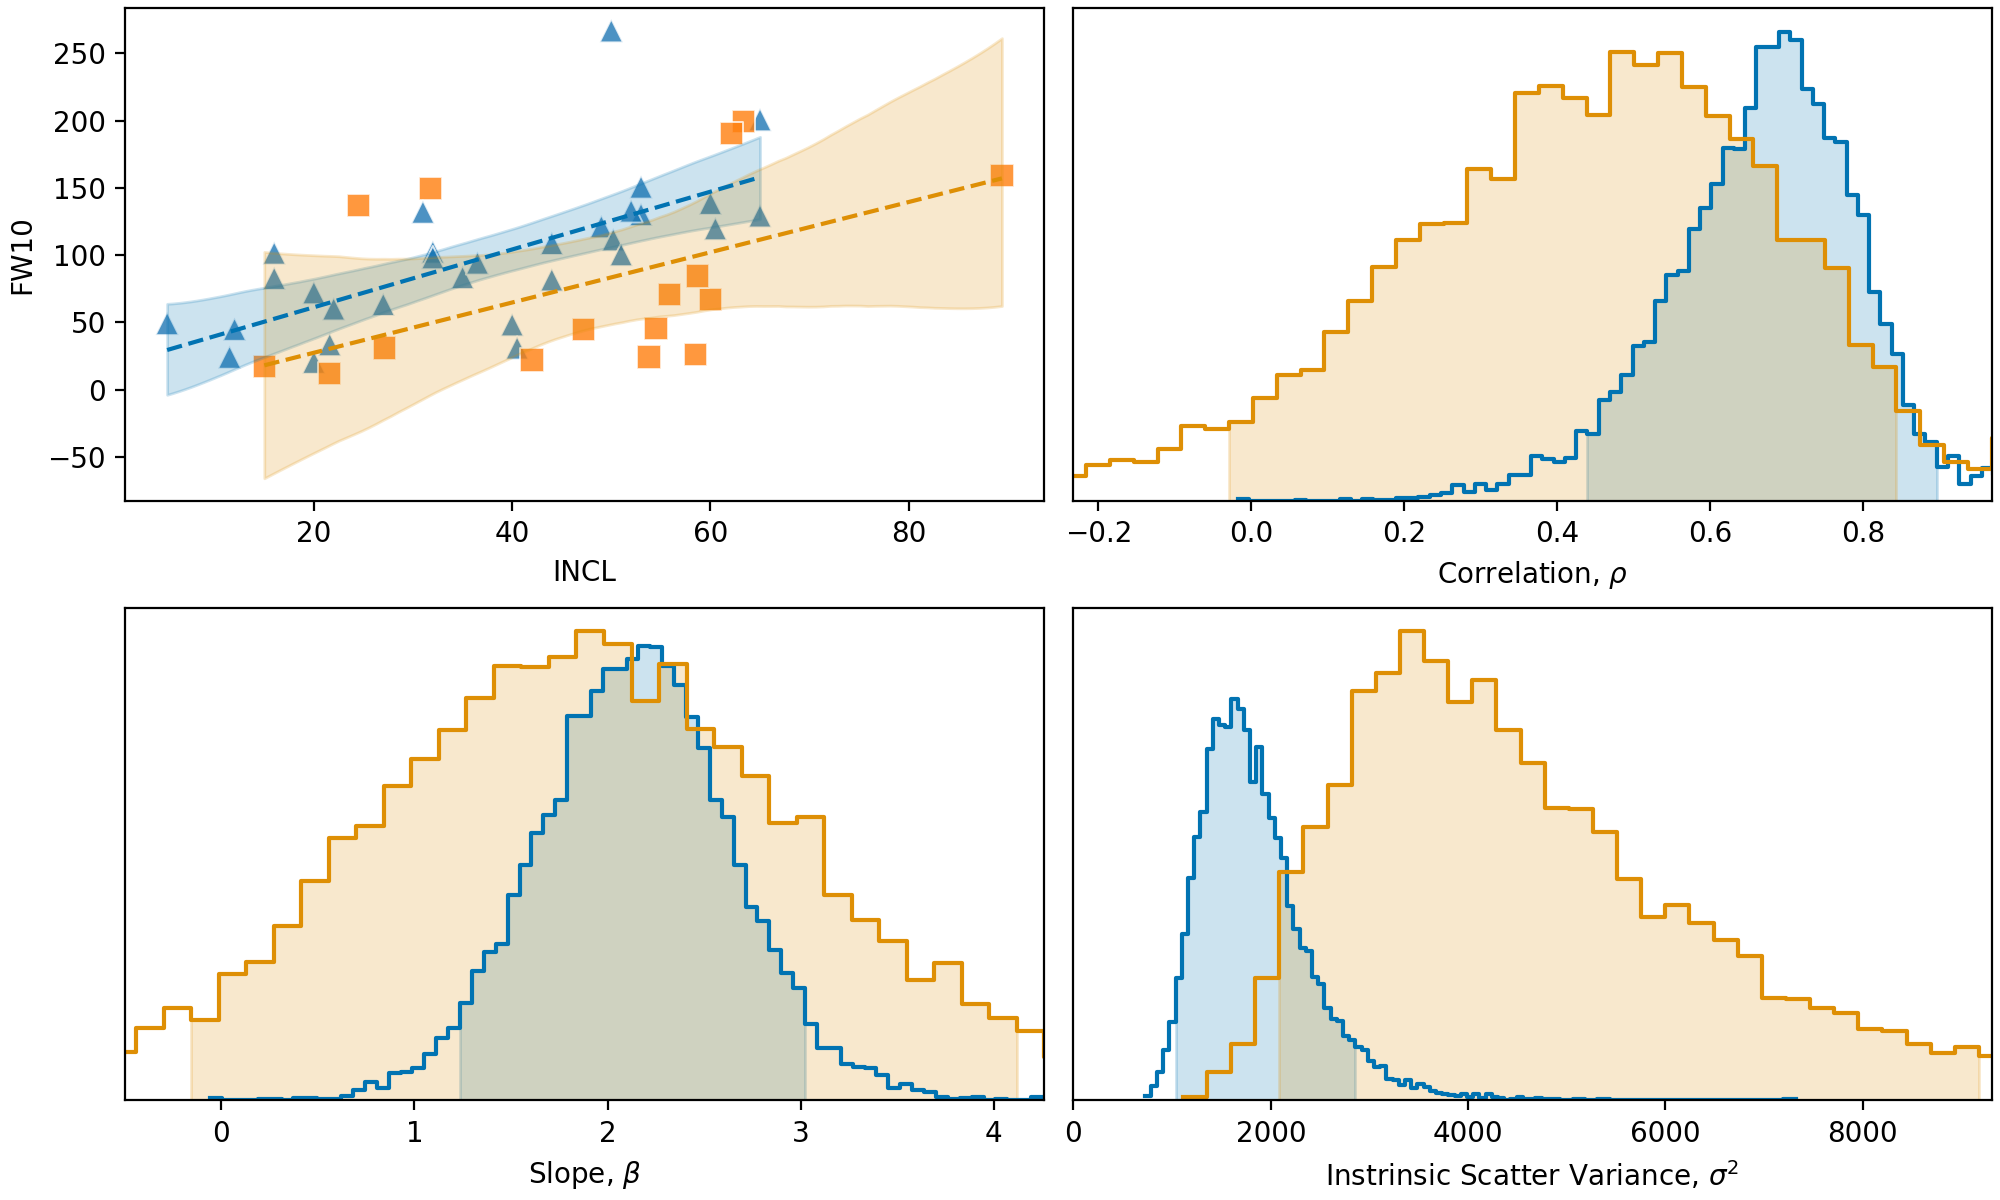 250
200
150
100
50
0
−50
FW10
20 40 60 80
INCL
−0.2 0.0 0.2 0.4 0.6 0.8
Correlation, ρ
0 1 2 3 4
Slope, β
0 2000 4000 6000 8000
Instrinsic Scatter Variance, σ²